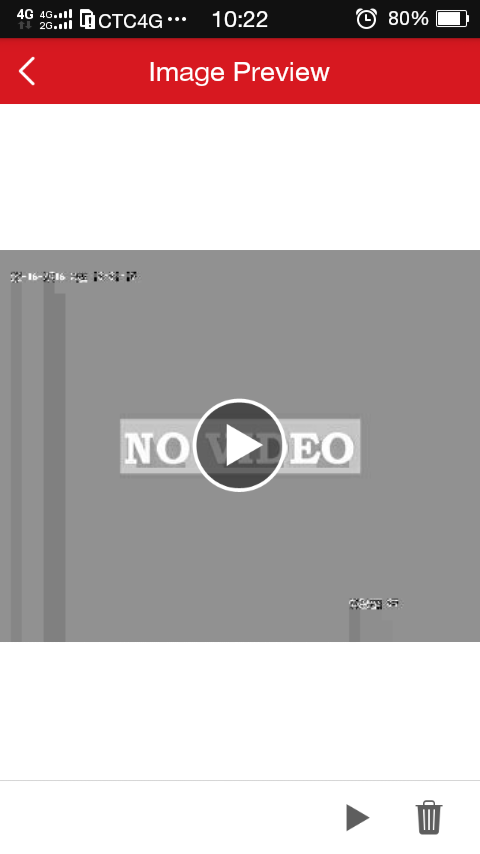 4G 4G 2G CTC4G ••• 10:22 80%
Image Preview
NO VIDEO